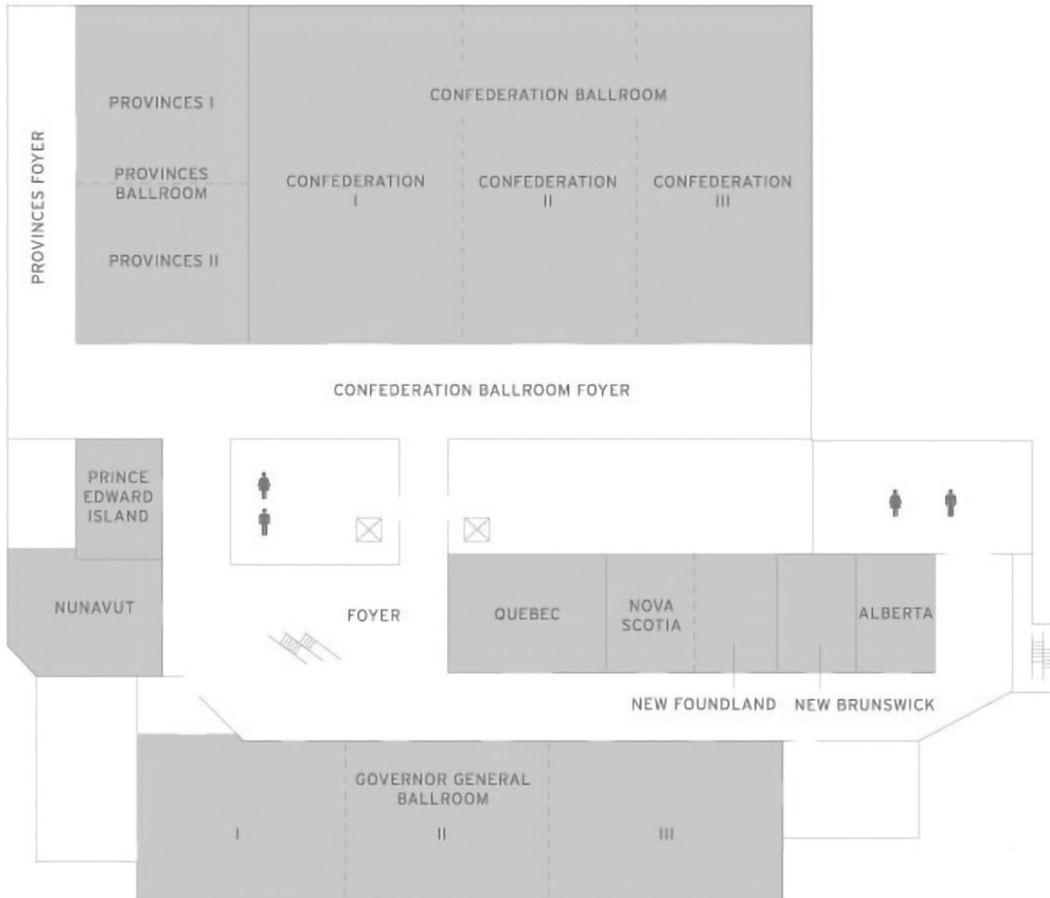 PROVINCES FOYER
PROVINCES I
PROVINCES
BALLROOM
PROVINCES II
CONFEDERATION BALLROOM
CONFEDERATION
I
CONFEDERATION
II
CONFEDERATION
III
CONFEDERATION BALLROOM FOYER
PRINCE
EDWARD
ISLAND
NUNAVUT
FOYER
QUEBEC
NOVA
SCOTIA
ALBERTA
NEW FOUNDLAND
NEW BRUNSWICK
GOVERNOR GENERAL
BALLROOM
I
II
III